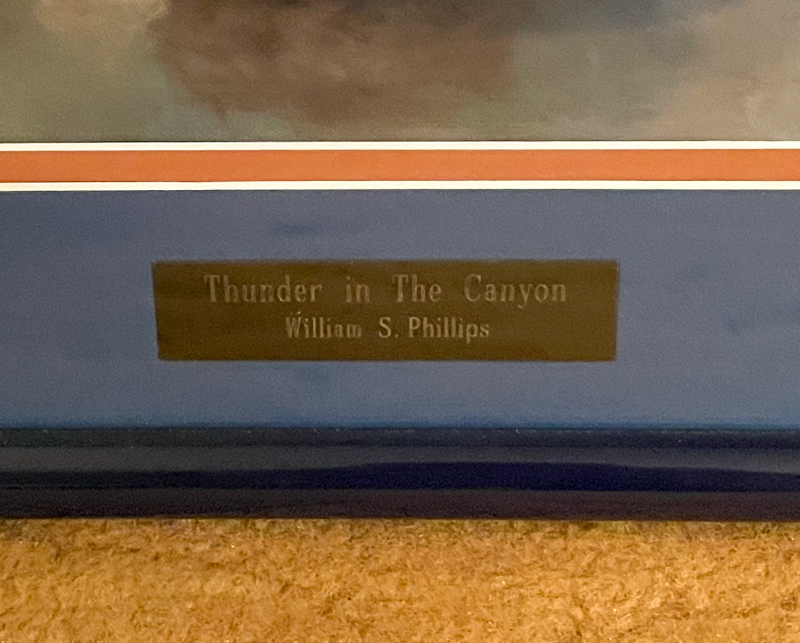 Thunder in The Canyon
William S. Phillips